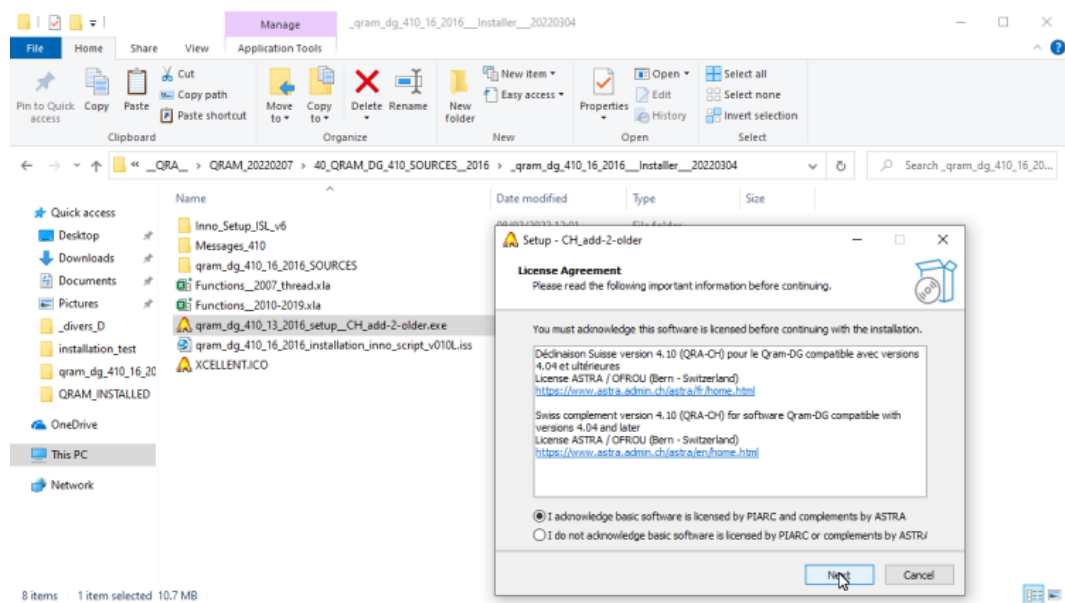 Manage
_qram_dg_410_16_2016__Installer__20220304
File Home Share View Application Tools
Pin to Quick access
Copy
Paste
Cut
Copy path
Paste shortcut
Clipboard
Move to
Copy to
Delete
Rename
Organize
New folder
New item
Easy access
New
Properties
Open
Edit
History
Open
Select all
Select none
Invert selection
Select
« __QRA__ > QRAM_20220207 > 40_QRAM_DG_410_SOURCES__2016 > _qram_dg_410_16_2016__Installer__20220304
Search _qram_dg_410_16_20...
Quick access
Desktop
Downloads
Documents
Pictures
_divers_D
installation_test
qram_dg_410_16_20
QRAM_INSTALLED
OneDrive
This PC
Network
Name Date modified Type Size
Inno_Setup_ISL_v6
Messages_410
qram_dg_410_16_2016_SOURCES
Functions__2007_thread.xla
Functions__2010-2019.xla
qram_dg_410_13_2016_setup__CH_add-2-older.exe
qram_dg_410_16_2016_installation_inno_script_v010L.iss
XCELLENT.ICO
Setup - CH_add-2-older
License Agreement
Please read the following important information before continuing.
You must acknowledge this software is licensed before continuing with the installation.
Déclinaison Suisse version 4.10 (QRA-CH) pour le Qram-DG compatible avec versions
4.04 et ultérieures
License ASTRA / OFROU (Bern - Switzerland)
https://www.astra.admin.ch/astra/fr/home.html
Swiss complement version 4.10 (QRA-CH) for software Qram-DG compatible with
versions 4.04 and later
License ASTRA / OFROU (Bern - Switzerland)
https://www.astra.admin.ch/astra/en/home.html
I acknowledge basic software is licensed by PIARC and complements by ASTRA
I do not acknowledge basic software is licensed by PIARC or complements by ASTR
Next Cancel
8 items 1 item selected 10.7 MB